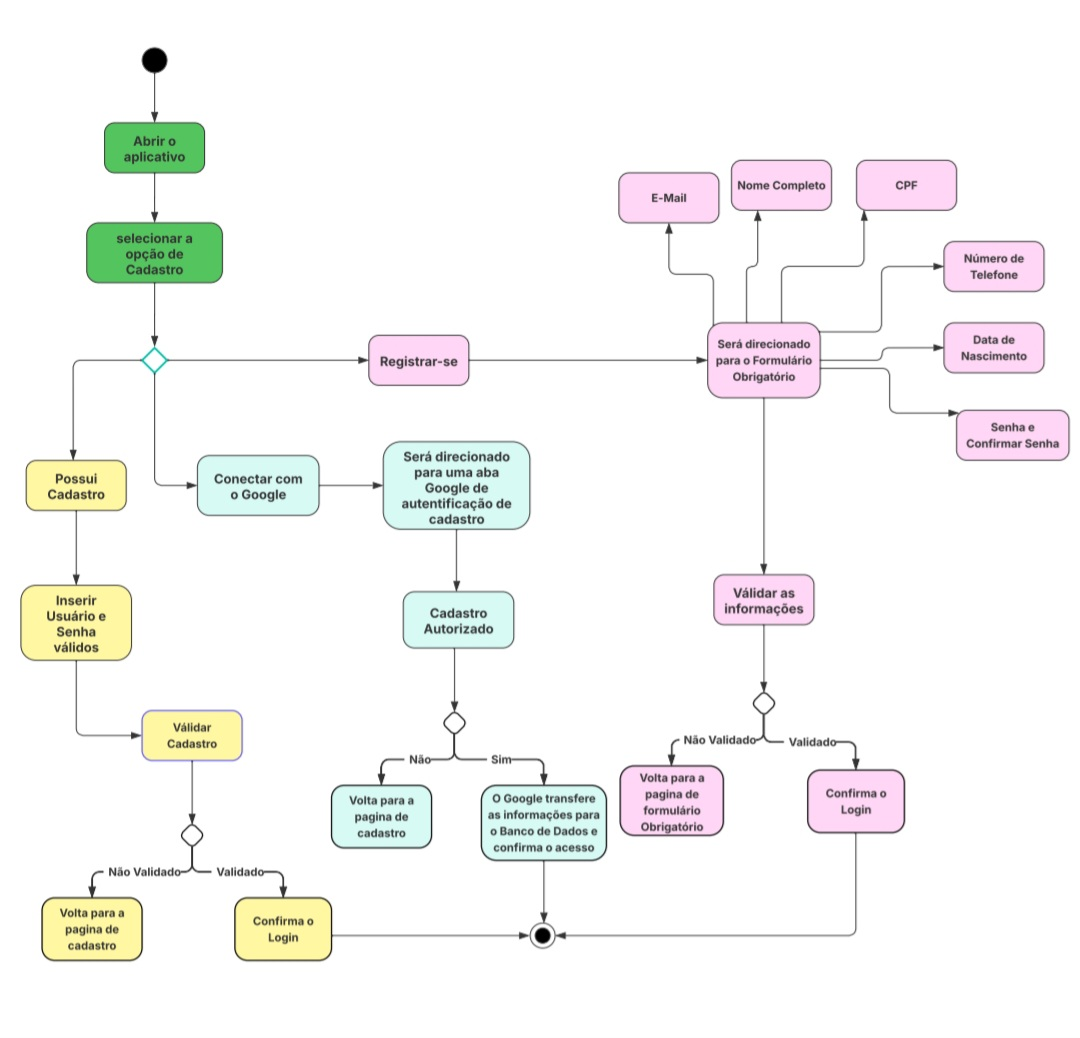 Abrir o
aplicativo
selecionar a
opção de
Cadastro
E-Mail
Nome Completo
CPF
Número de
Telefone
Data de
Nascimento
Senha e
Confirmar Senha
Registrar-se
Será direcionado
para o Formulário
Obrigatório
Possui
Cadastro
Conectar com
o Google
Será direcionado
para uma aba
Google de
autentificação de
cadastro
Inserir
Usuário e
Senha
válidos
Cadastro
Autorizado
Válidar as
informações
Válidar
Cadastro
Não
Sim
Não Validado
Validado
Volta para a
pagina de
cadastro
O Google transfere
as informações para
o Banco de Dados e
confirma o acesso
Volta para a
pagina de
formulário
Obrigatório
Confirma o
Login
Não Validado
Validado
Volta para a
pagina de
cadastro
Confirma o
Login